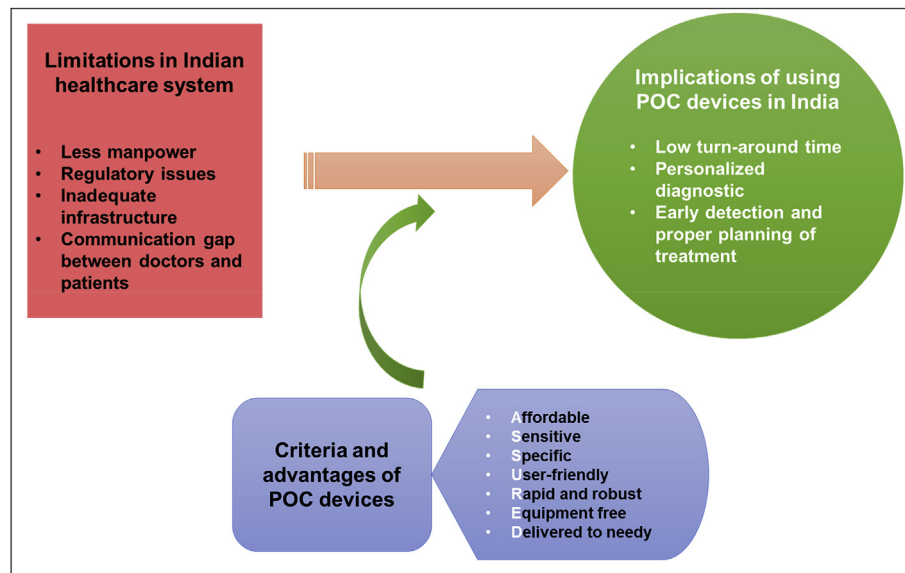 Limitations in Indian
healthcare system
• Less manpower
• Regulatory issues
• Inadequate
infrastructure
• Communication gap
between doctors and
patients
Implications of using
POC devices in India
• Low turn-around time
• Personalized
diagnostic
• Early detection and
proper planning of
treatment
Criteria and
advantages of
POC devices
• Affordable
• Sensitive
• Specific
• User-friendly
• Rapid and robust
• Equipment free
• Delivered to needy